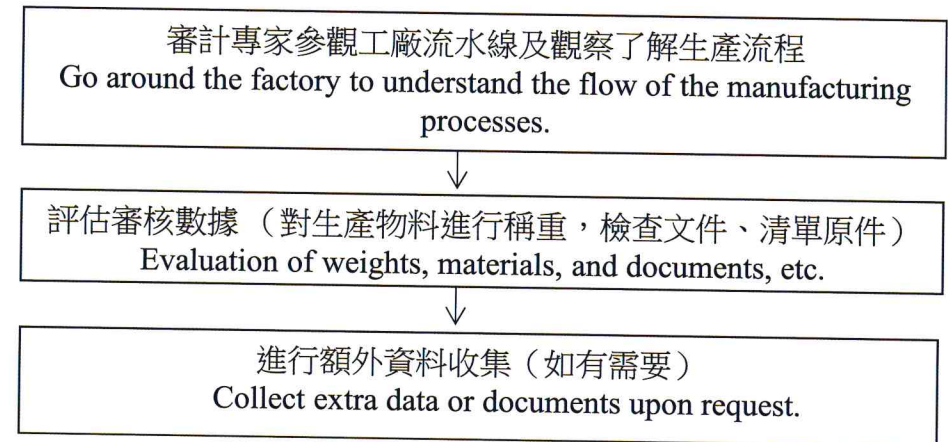 審計專家參觀工廠流水線及觀察了解生產流程
Go around the factory to understand the flow of the manufacturing
processes.
評估審核數據（對生產物料進行稱重，檢查文件、清單原件）
Evaluation of weights, materials, and documents, etc.
進行額外資料收集（如有需要）
Collect extra data or documents upon request.